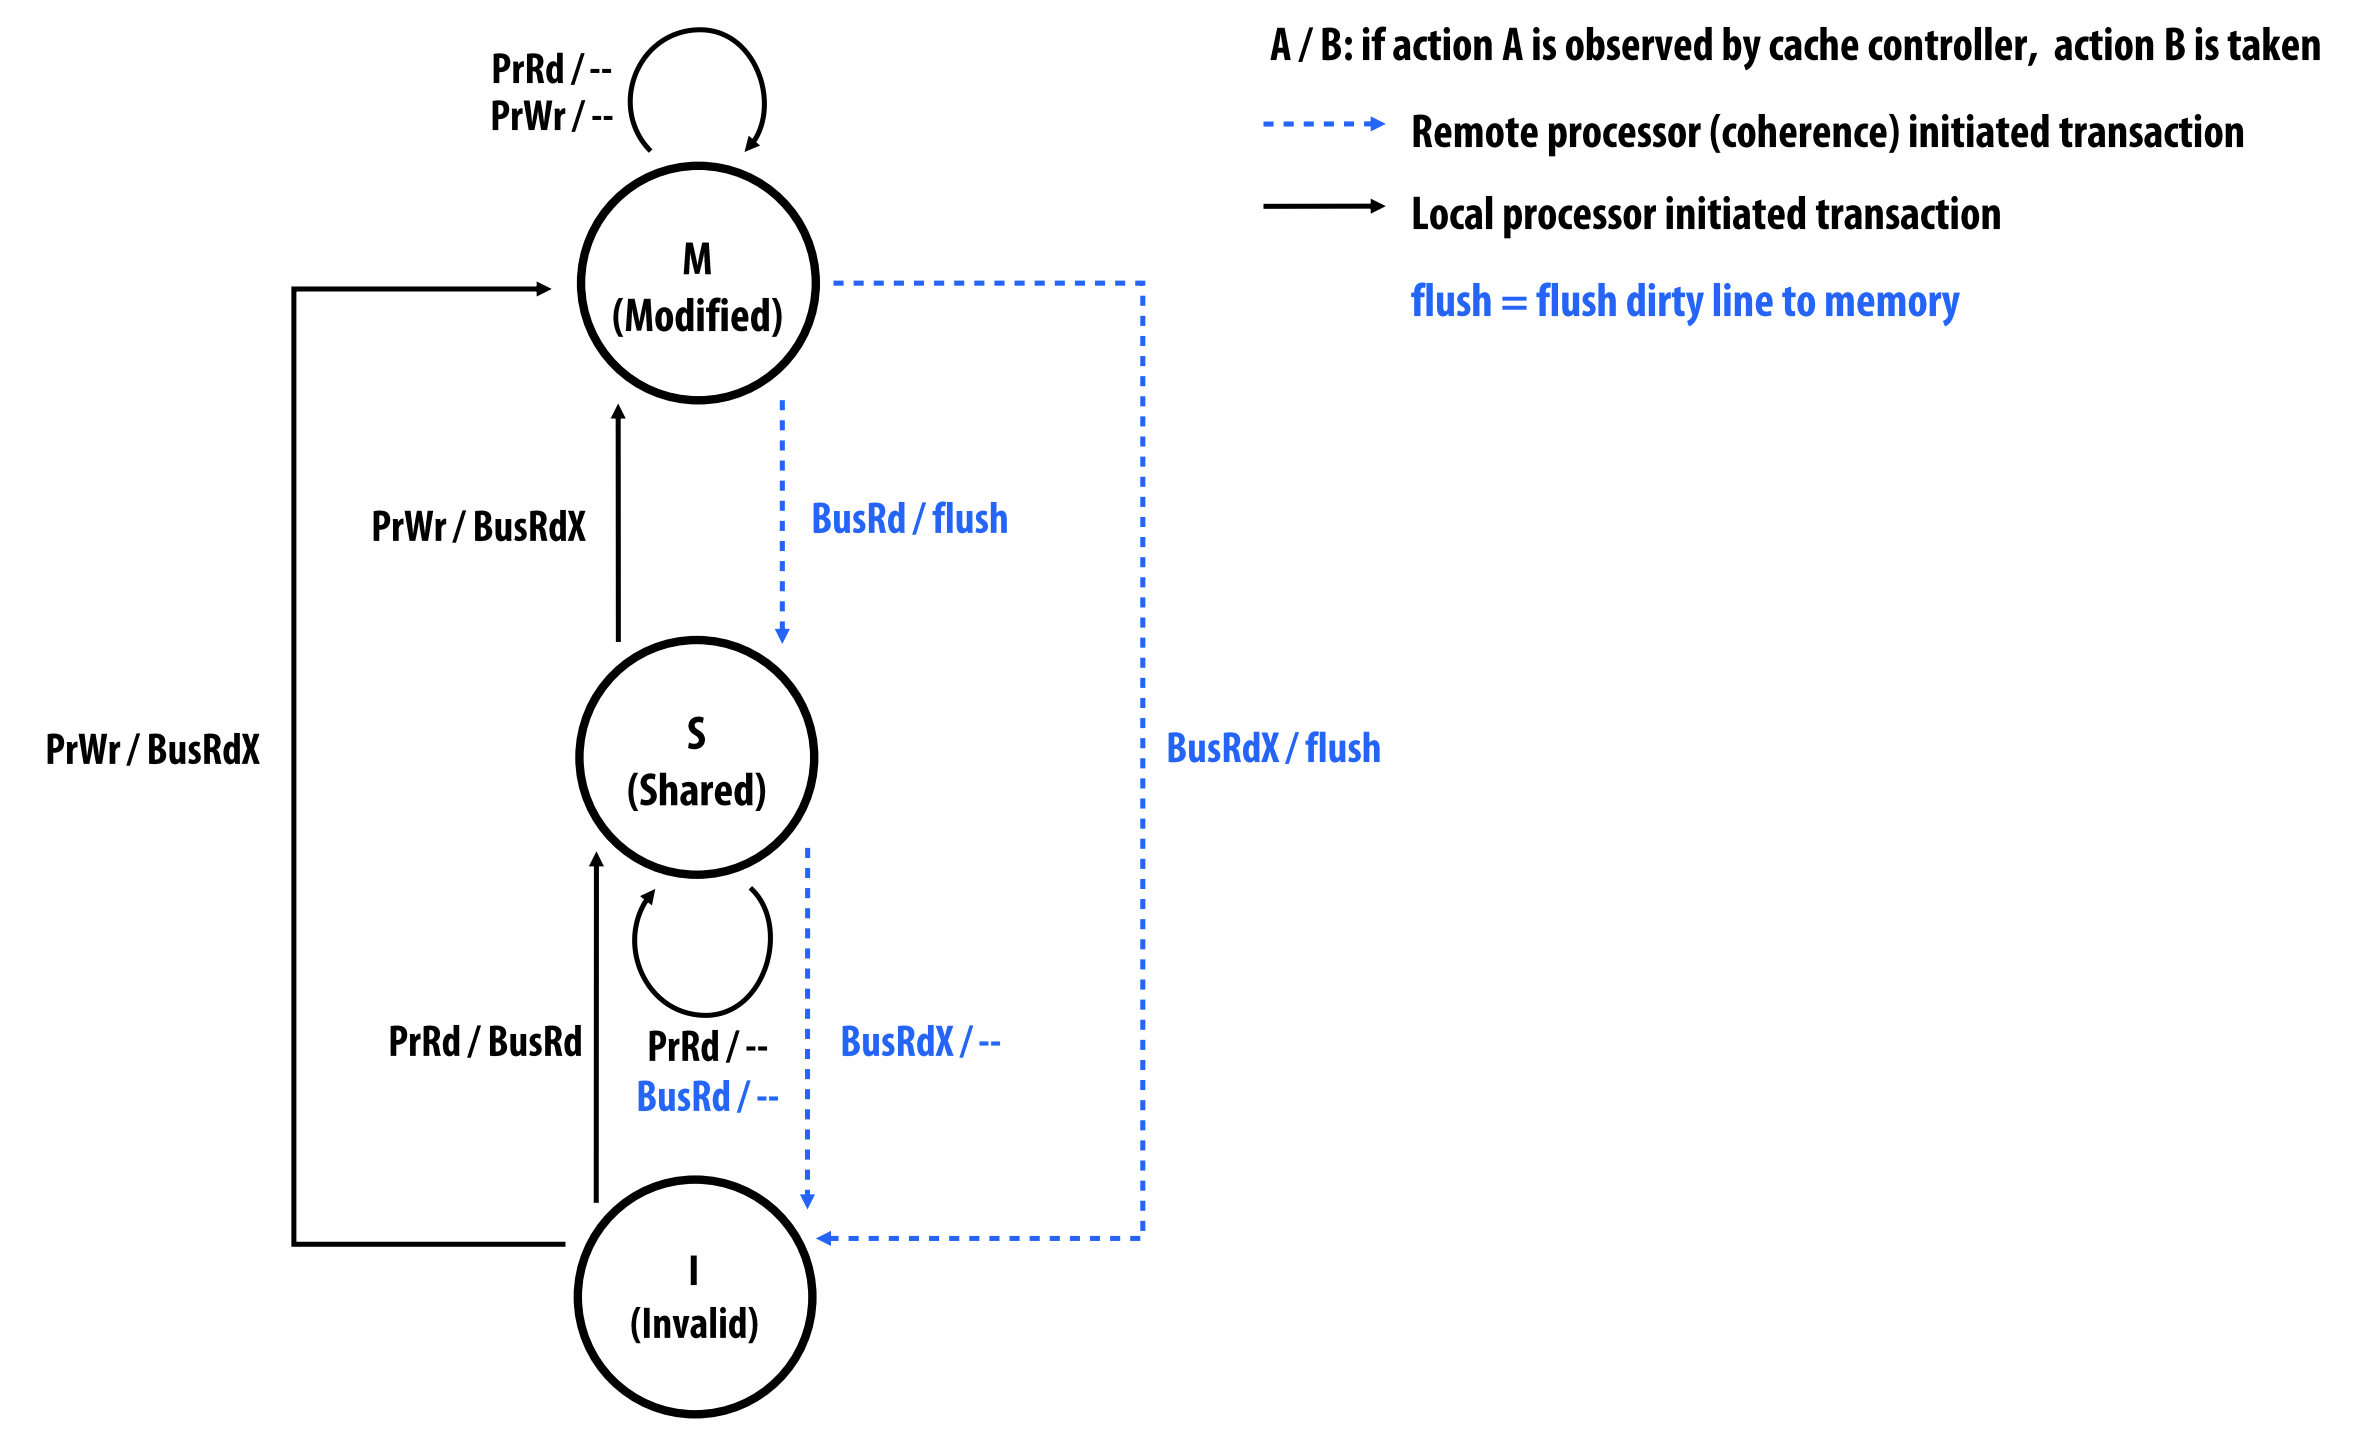 A / B: if action A is observed by cache controller, action B is taken
Remote processor (coherence) initiated transaction
Local processor initiated transaction
flush = flush dirty line to memory
PrRd / --
PrWr / --
M
(Modified)
PrWr / BusRdX
BusRd / flush
S
(Shared)
PrWr / BusRdX
BusRdX / flush
PrRd / BusRd
PrRd / --
BusRd / --
BusRdX / --
I
(Invalid)